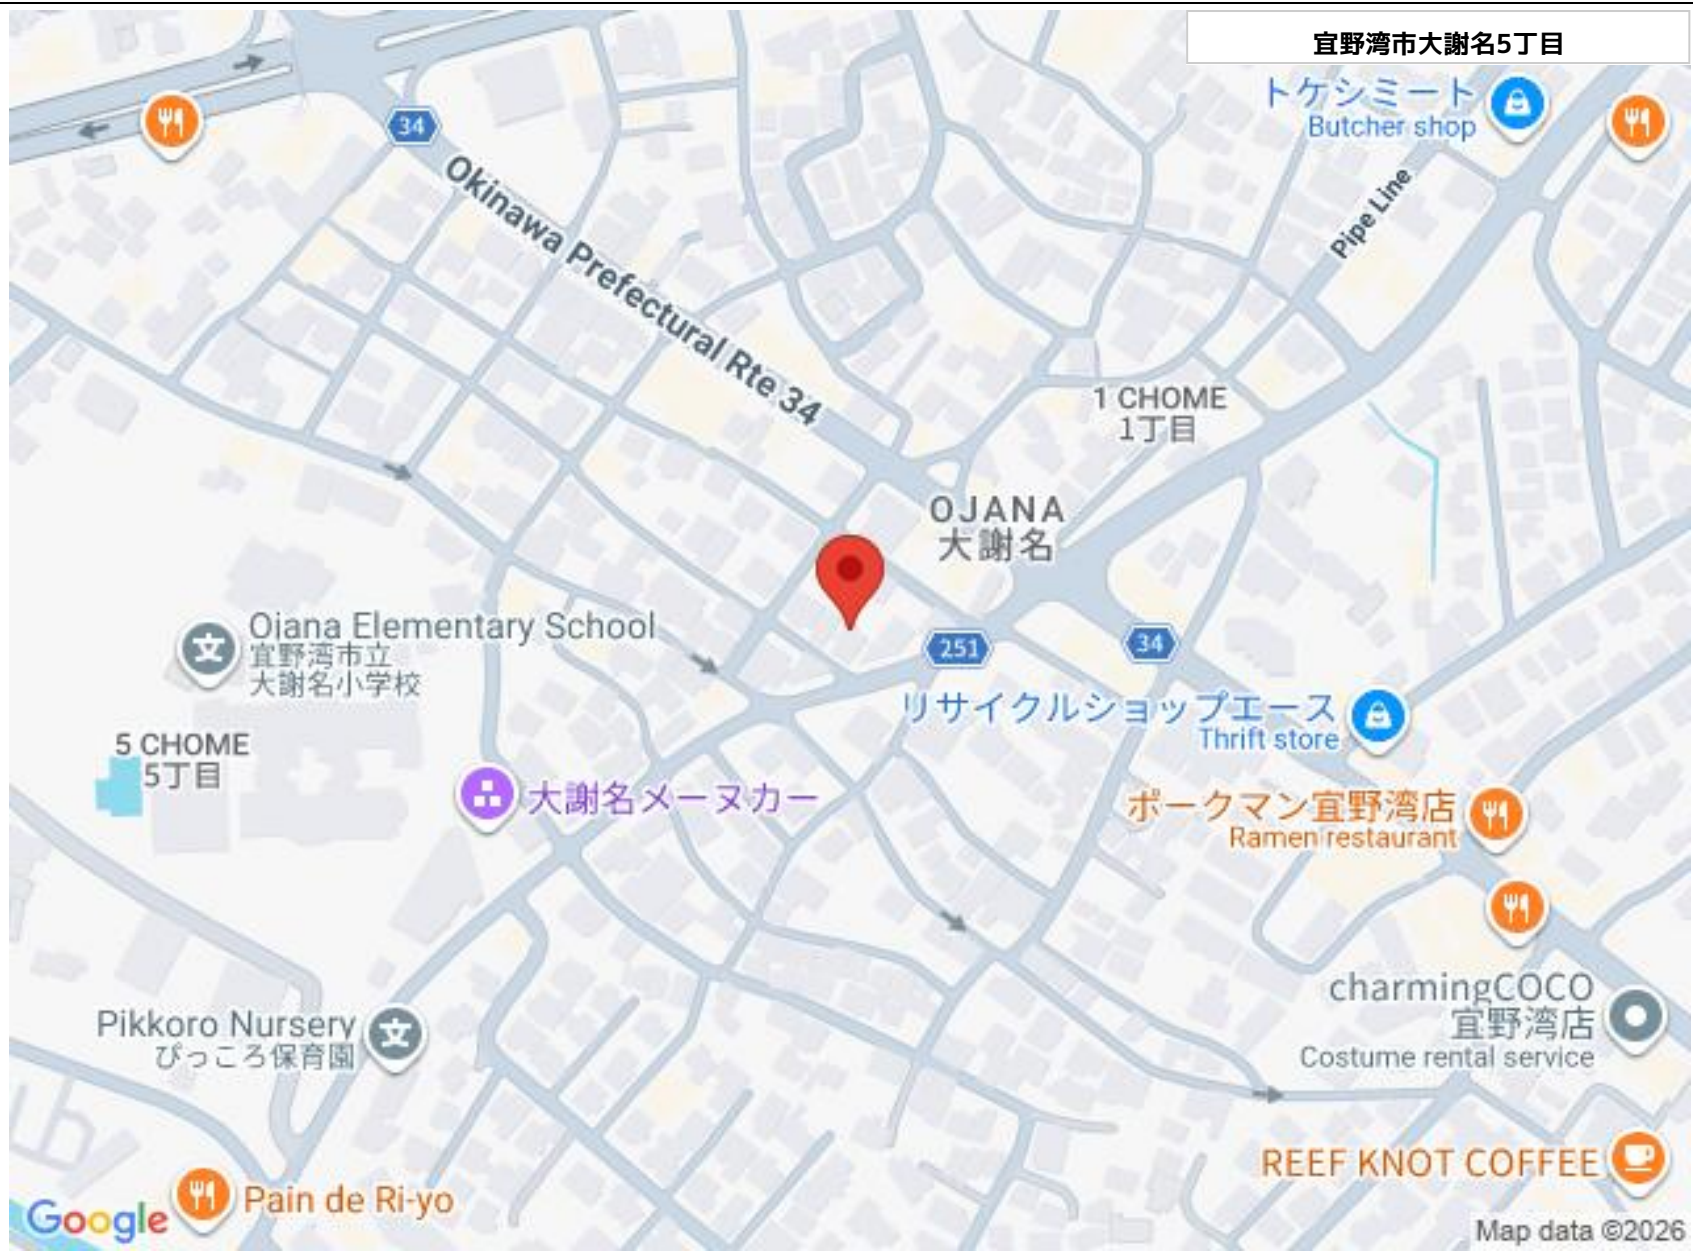 宜野湾市大謝名5丁目
トケシミート
Butcher shop
34
Okinawa Prefectural Rte 34
Pipe Line
1 CHOME
1丁目
OJANA
大謝名
Ojana Elementary School
宜野湾市立
大謝名小学校
251
34
リサイクルショップエース
Thrift store
5 CHOME
5丁目
大謝名メーヌカー
ポークマン宜野湾店
Ramen restaurant
charmingCOCO
宜野湾店
Costume rental service
Pikkoro Nursery
ぴっころ保育園
REEF KNOT COFFEE
Pain de Ri-yo
Google
Map data ©2026